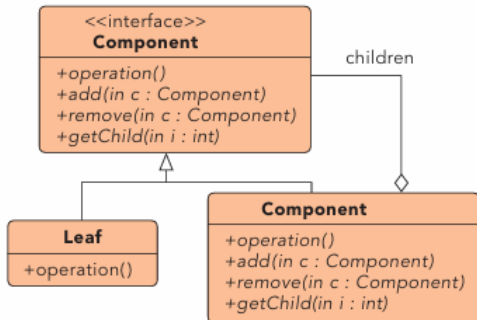 <<interface>>
Component
+operation()
+add(in c : Component)
+remove(in c : Component)
+getChild(in i : int)
children
Leaf
+operation()
Component
+operation()
+add(in c : Component)
+remove(in c : Component)
+getChild(in i : int)